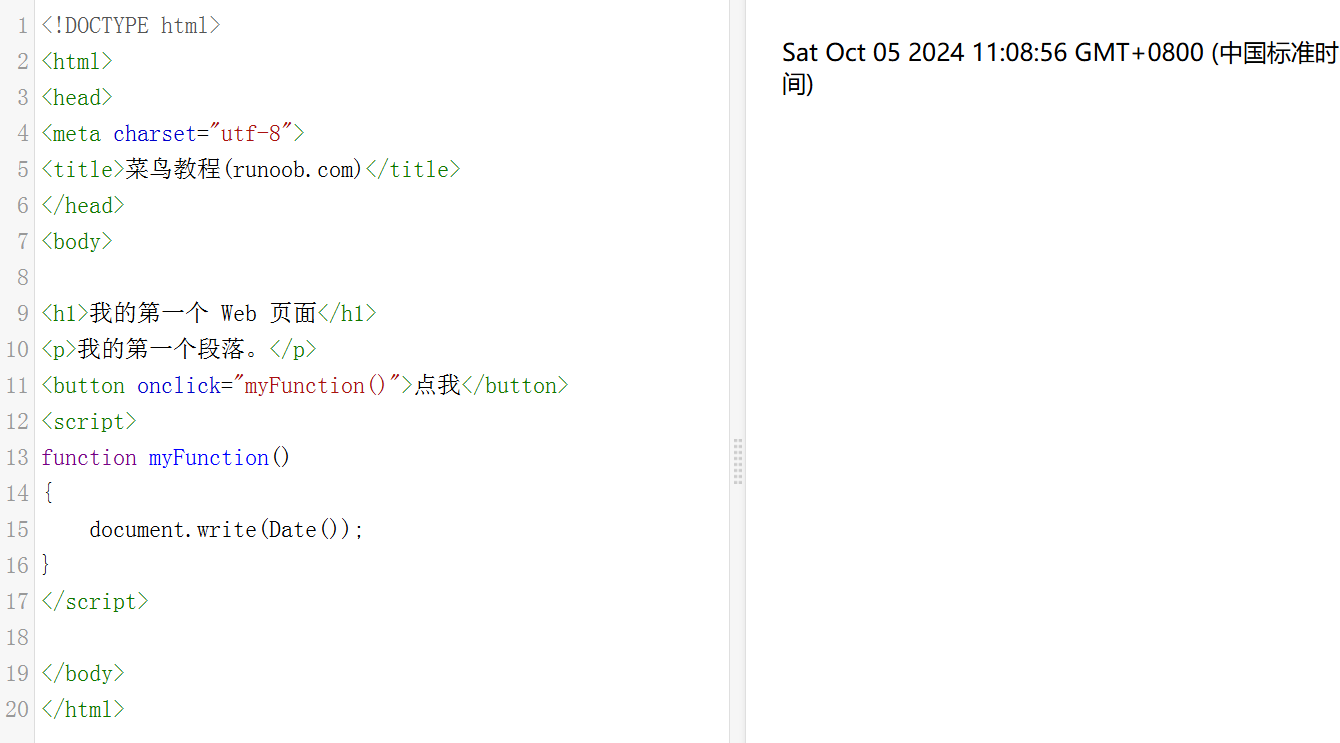 1 <!DOCTYPE html>
2 <html>
3 <head>
4 <meta charset="utf-8">
5 <title>菜鸟教程(runoob.com)</title>
6 </head>
7 <body>
8
9 <h1>我的第一个 Web 页面</h1>
10 <p>我的第一个段落。</p>
11 <button onclick="myFunction()">点我</button>
12 <script>
13 function myFunction()
14 {
15     document.write(Date());
16 }
17 </script>
18
19 </body>
20 </html>
Sat Oct 05 2024 11:08:56 GMT+0800 (中国标准时
间)